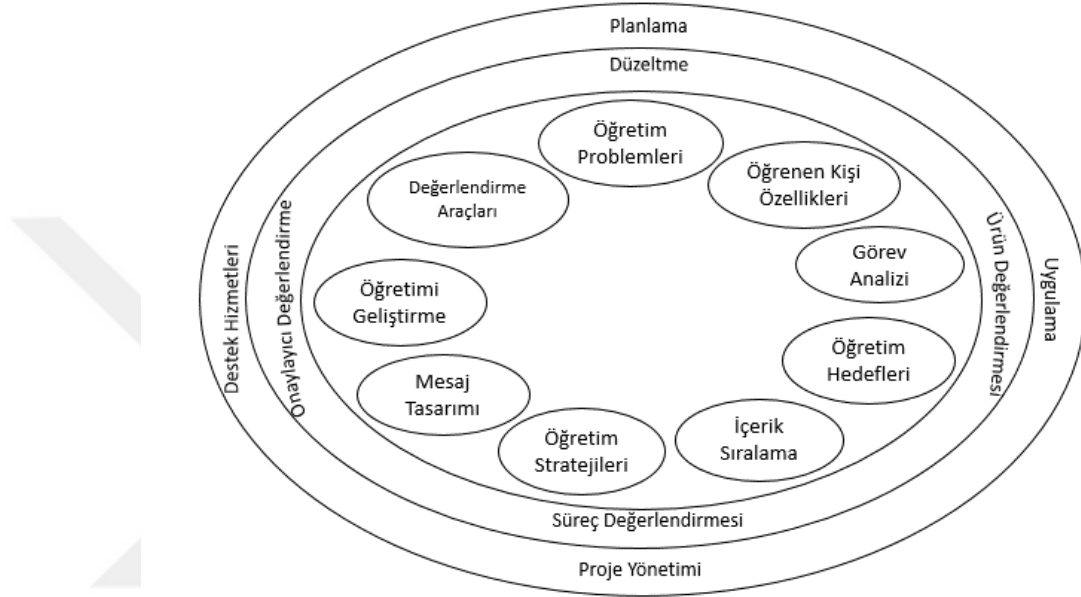 Planlama
Düzeltme
Öğretim
Problemleri
Öğrenen Kişi
Özellikleri
Görev
Analizi
Öğretim
Hedefleri
İçerik
Sıralama
Öğretim
Stratejileri
Mesaj
Tasarımı
Öğretimi
Geliştirme
Değerlendirme
Araçları
Onaylayıcı Değerlendirme
Ürün Değerlendirmesi
Süreç Değerlendirmesi
Destek Hizmetleri
Uygulama
Proje Yönetimi